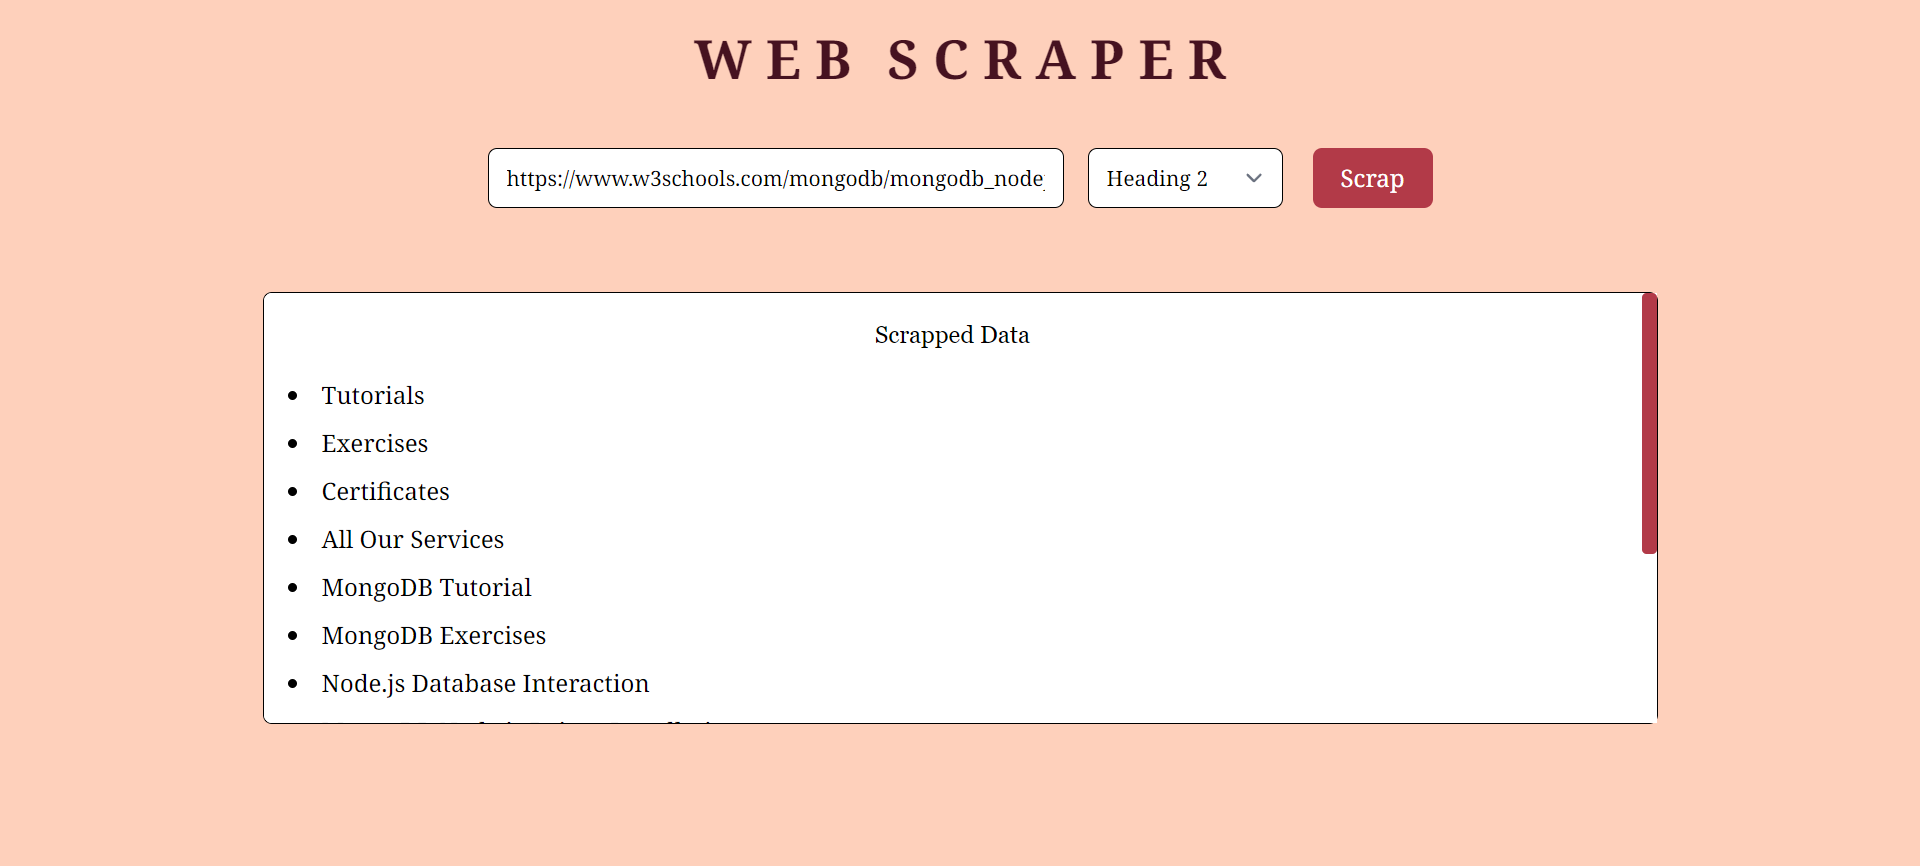 WEB SCRAPER
https://www.w3schools.com/mongodb/mongodb_node
Heading 2
Scrap
Scrapped Data
Tutorials
Exercises
Certificates
All Our Services
MongoDB Tutorial
MongoDB Exercises
Node.js Database Interaction